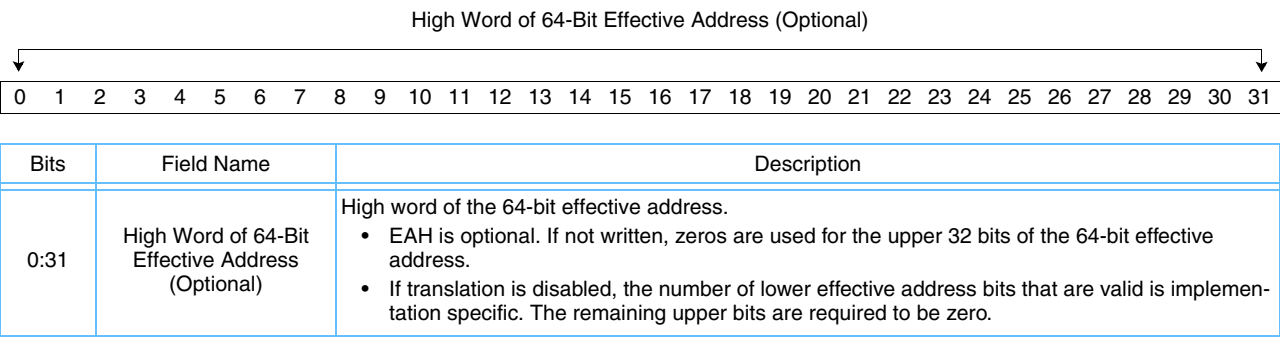 High Word of 64-Bit Effective Address (Optional)
0 1 2 3 4 5 6 7 8 9 10 11 12 13 14 15 16 17 18 19 20 21 22 23 24 25 26 27 28 29 30 31
Bits Field Name Description
0:31
High Word of 64-Bit
Effective Address
(Optional)
High word of the 64-bit effective address.
• EAH is optional. If not written, zeros are used for the upper 32 bits of the 64-bit effective
address.
• If translation is disabled, the number of lower effective address bits that are valid is implemen-
tation specific. The remaining upper bits are required to be zero.